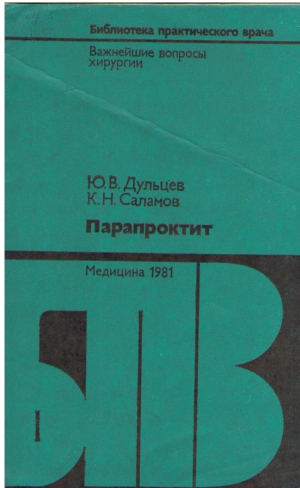 Библиотека практического врача
Важнейшие вопросы
хирургии
Ю. В. Дульцев
К. Н. Саламов
Парапроктит
Медицина 1981
БПВ